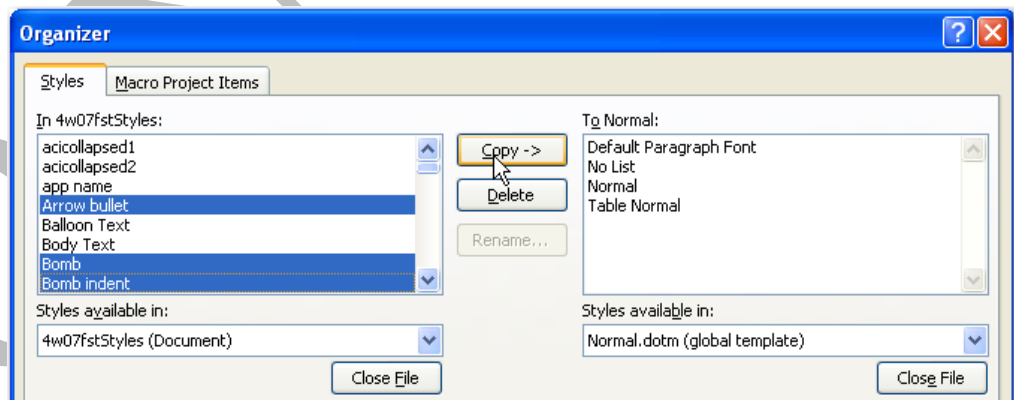 Organizer
Styles Macro Project Items
In 4w07fstStyles:
acicollapsed1
acicollapsed2
app name
Arrow bullet
Balloon Text
Body Text
Bomb
Bomb indent
Styles available in:
4w07fstStyles (Document)
Close File
Copy ->
Delete
Rename...
To Normal:
Default Paragraph Font
No List
Normal
Table Normal
Styles available in:
Normal.dotm (global template)
Close File